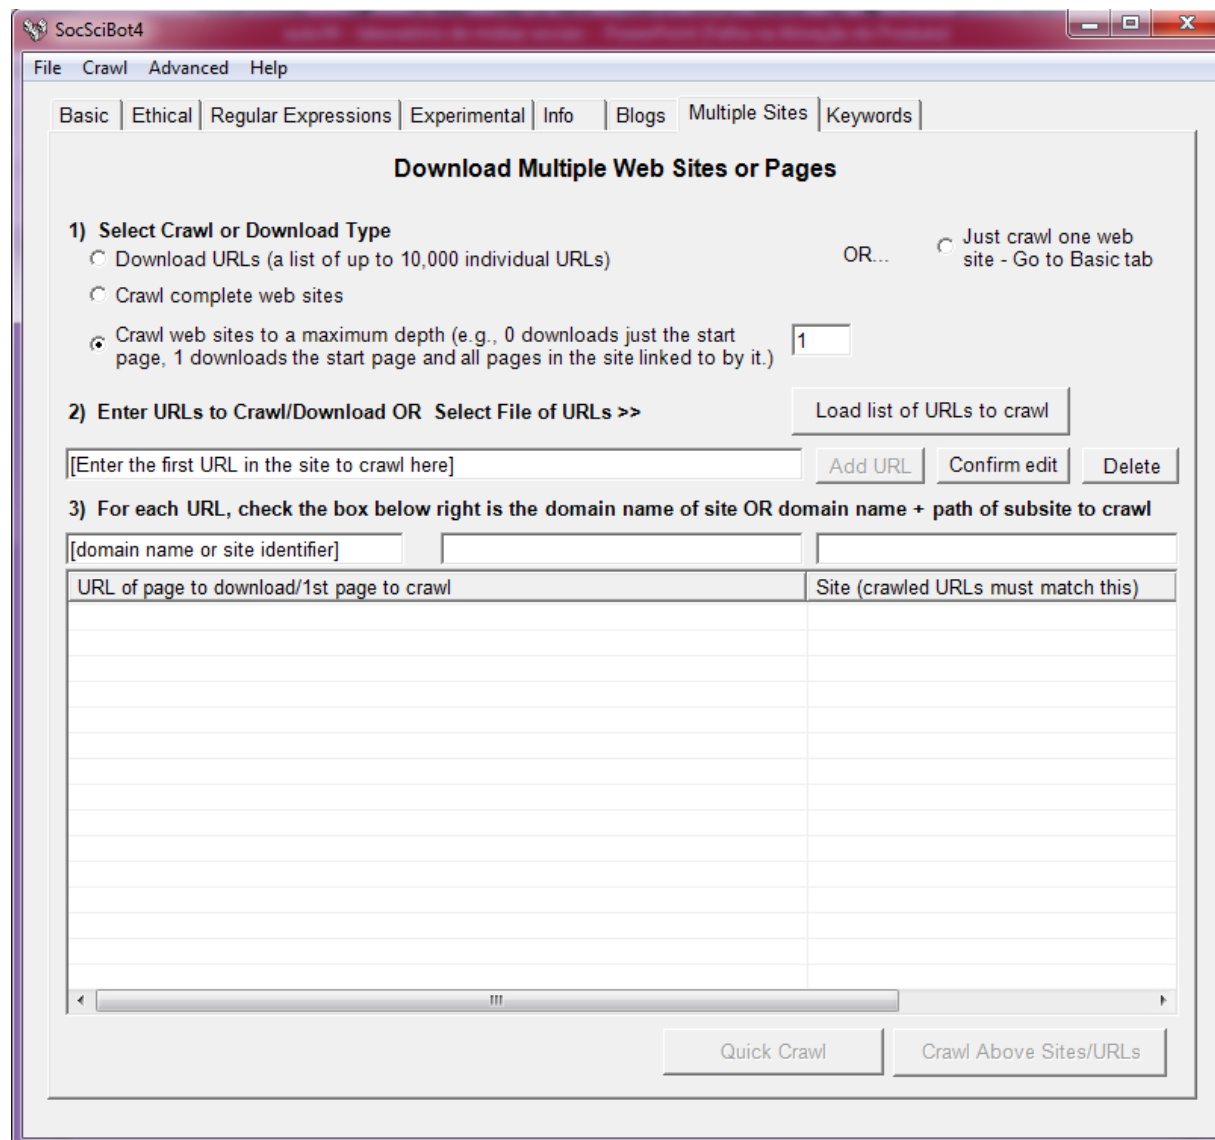 SocSciBot4
File Crawl Advanced Help
Basic Ethical Regular Expressions Experimental Info Blogs Multiple Sites Keywords
Download Multiple Web Sites or Pages
1) Select Crawl or Download Type
Download URLs (a list of up to 10,000 individual URLs)
OR...
Just crawl one web
site - Go to Basic tab
Crawl complete web sites
Crawl web sites to a maximum depth (e.g., 0 downloads just the start
page, 1 downloads the start page and all pages in the site linked to by it.)
1
2) Enter URLs to Crawl/Download OR Select File of URLs >>
Load list of URLs to crawl
[Enter the first URL in the site to crawl here]
Add URL Confirm edit Delete
3) For each URL, check the box below right is the domain name of site OR domain name + path of subsite to crawl
[domain name or site identifier]
URL of page to download/1st page to crawl Site (crawled URLs must match this)
Quick Crawl Crawl Above Sites/URLs